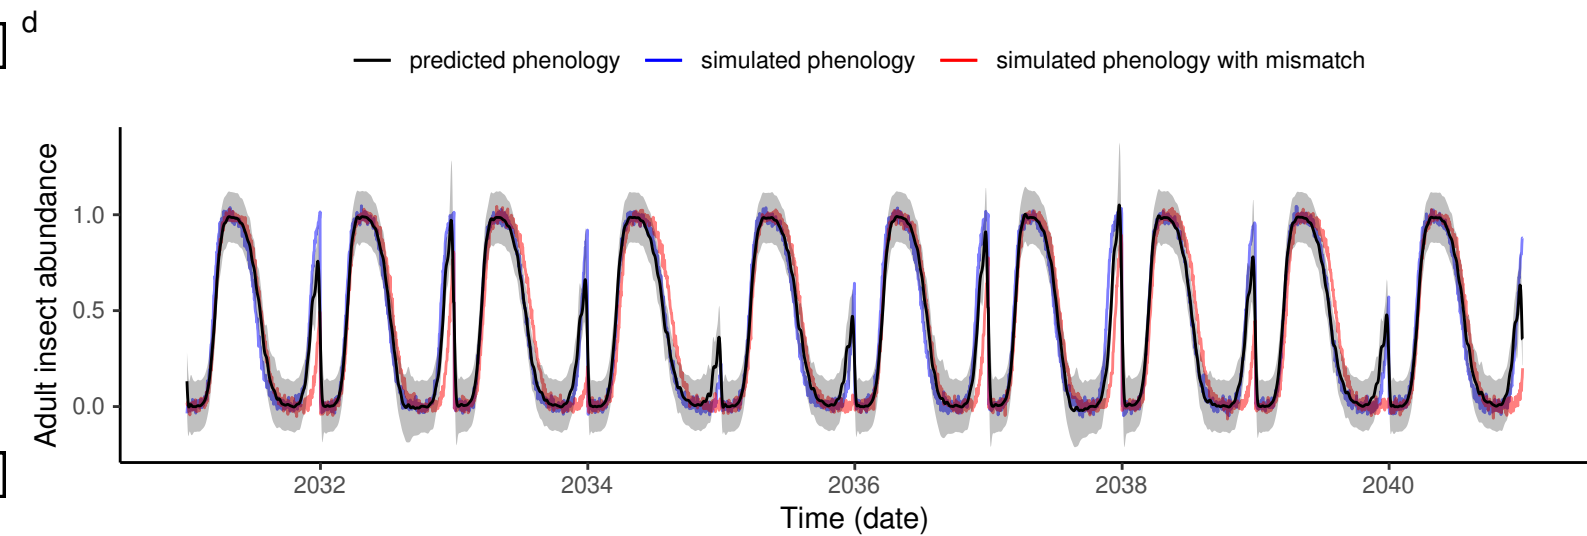 d
predicted phenology simulated phenology simulated phenology with mismatch
Adult insect abundance
1.0
0.5
0.0
2032 2034 2036 2038 2040
Time (date)